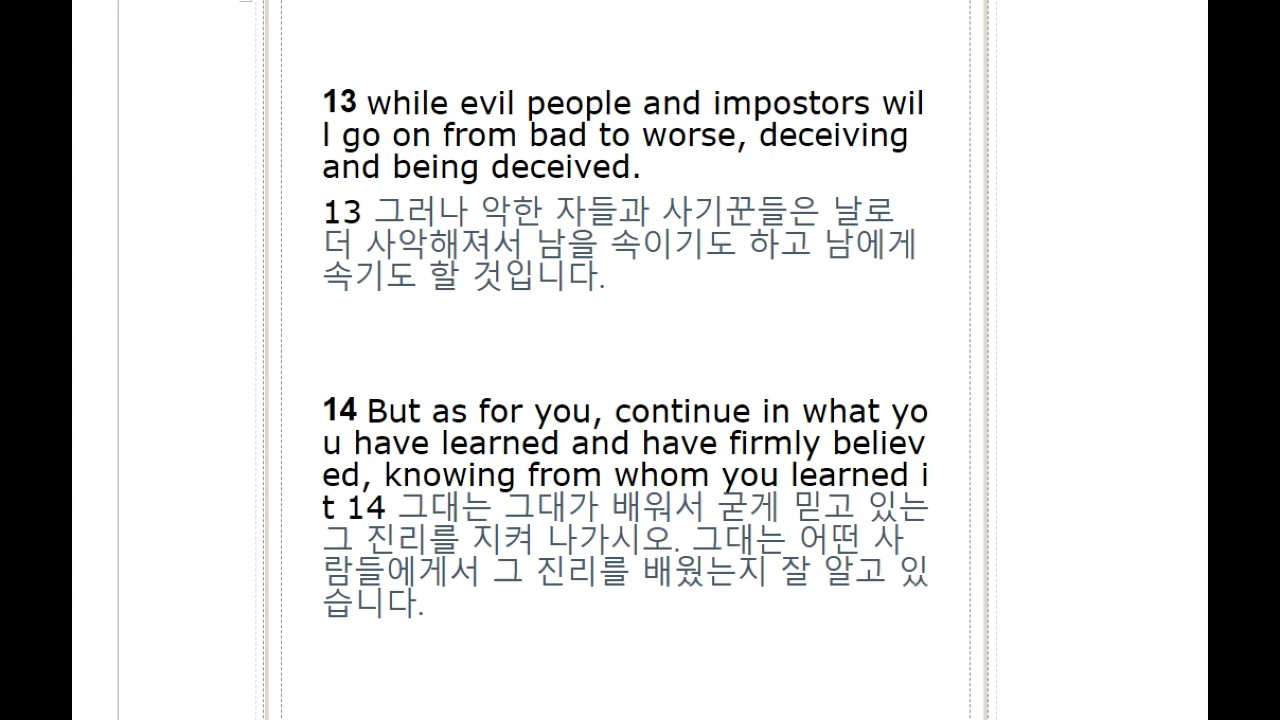 13 while evil people and impostors wil
l go on from bad to worse, deceiving
and being deceived.
13 그러나 악한 자들과 사기꾼들은 날로
더 사악해져서 남을 속이기도 하고 남에게
속기도 할 것입니다.
14 But as for you, continue in what yo
u have learned and have firmly believ
ed, knowing from whom you learned i
t 14 그대는 그대가 배워서 굳게 믿고 있는
그 진리를 지켜 나가시오. 그대는 어떤 사
람들에게서 그 진리를 배웠는지 잘 알고 있
습니다.